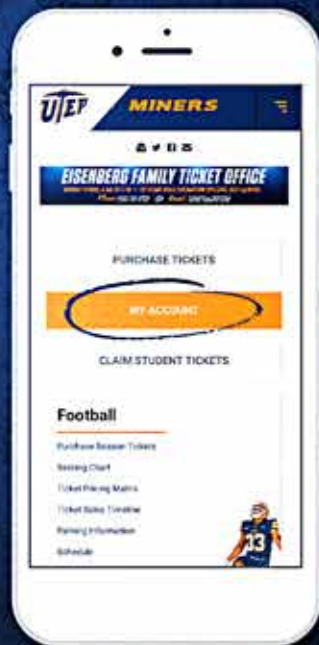 UTEP MINERS
EISENBERG FAMILY TICKET OFFICE
PURCHASE TICKETS
MY ACCOUNT
CLAIM STUDENT TICKETS
Football
Purchase Season Tickets
Seating Chart
Ticket Pricing Matrix
Ticket Sales Timeline
Parking Information
Schedule
33